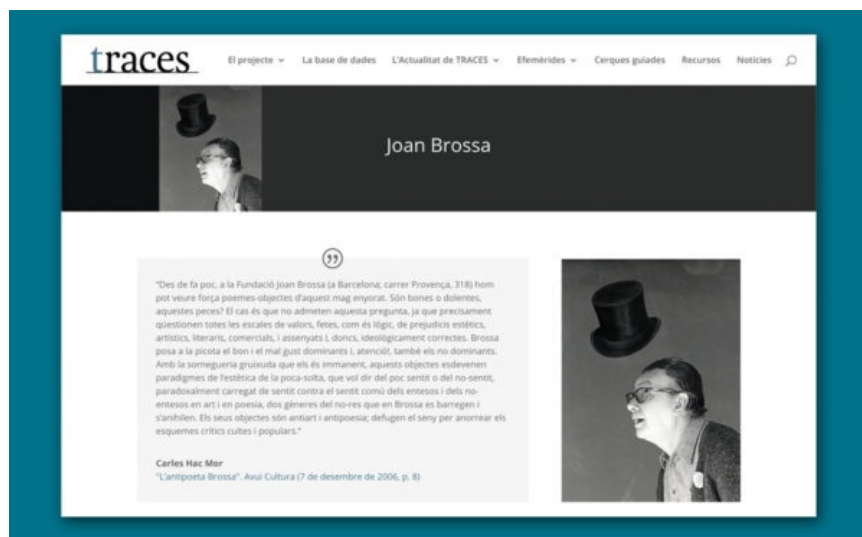 traces
El projecte La base de dades L'Actualitat de TRACES Efemèrides Cerques guiades Recursos Notícies
Joan Brossa
"Des de fa poc, a la Fundació Joan Brossa (a Barcelona; carrer Provença, 318) hom
pot veure força poemes-objectes d'aquest mag enyorat. Són bones o dolentes,
aquestes peces? El cas és que no admeten aquesta pregunta, ja que precisament
qüestionen totes les escales de valors, fetes, com és lògic, de prejudicis estètics,
artístics, literaris, comercials, i assenyats i, doncs, ideològicament correctes. Brossa
posa a la picota el bon i el mal gust dominants i, atenció!, també els no dominants.
Amb la sorneguería gruixuda que els és immanent, aquests objectes esdevenen
paradigmes de l'estètica de la poca-solta, que vol dir del poc sentit o del no-sentit,
paradoxalment carregat de sentit contra el sentit comú dels entesos i dels no-
entesos en art i en poesia, dos gèneres del no-res que en Brossa es barregen i
s'anihilen. Els seus objectes són antiart i antipoesia; defugen el seny per anorrear els
esquemes crítics cultes i populars."
Carles Hac Mor
"L'antipoeta Brossa". Avui Cultura (7 de desembre de 2006, p. 8)